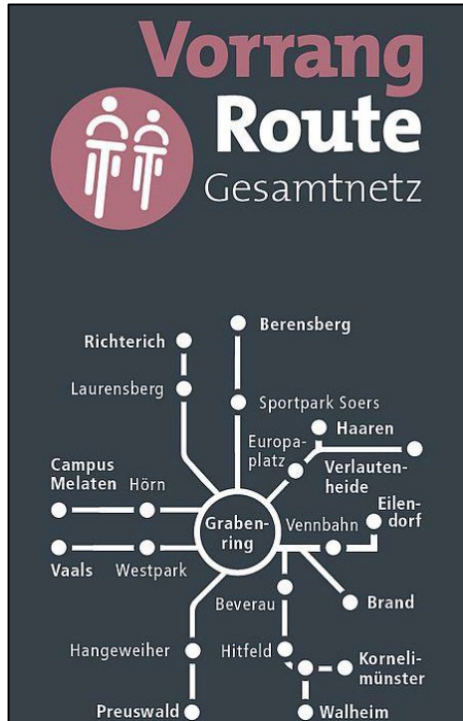 Vorrang
Route
Gesamtnetz
Berensberg
Richterich
Laurensberg
Sportpark Soers
Haaren
Europa-
platz
Verlauten-
heide
Campus
Melaten
Hörn
Eilen-
dorf
Graben-
ring
Vennbahn
Vaals
Westpark
Beverau
Brand
Hangeweiher
Hitfeld
Korneli-
münster
Preuswald
Walheim